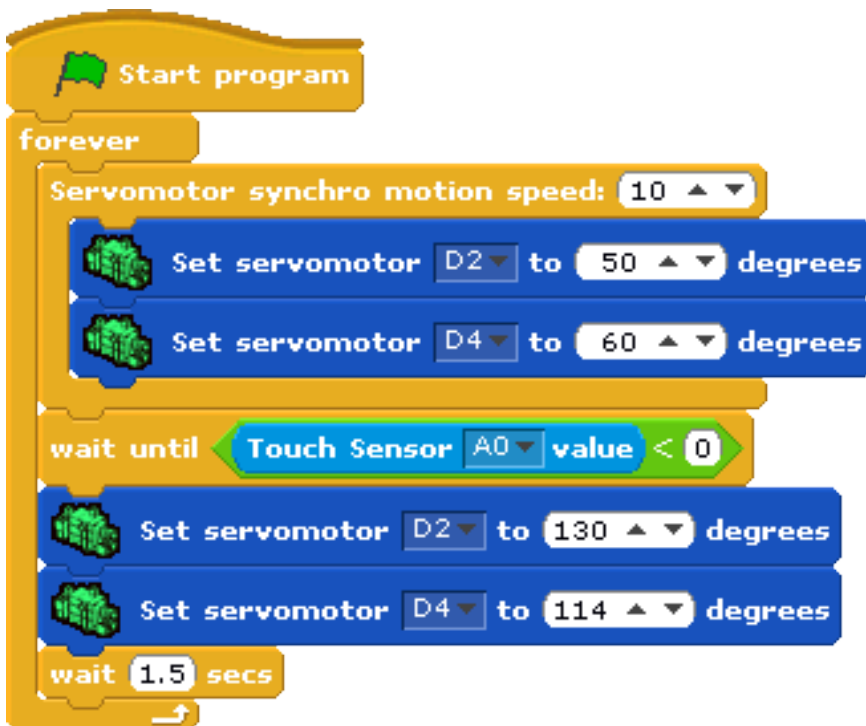 Start program
forever
Servomotor synchro motion speed: 10
Set servomotor D2 to 50 degrees
Set servomotor D4 to 60 degrees
wait until Touch Sensor A0 value < 0
Set servomotor D2 to 130 degrees
Set servomotor D4 to 114 degrees
wait 1.5 secs